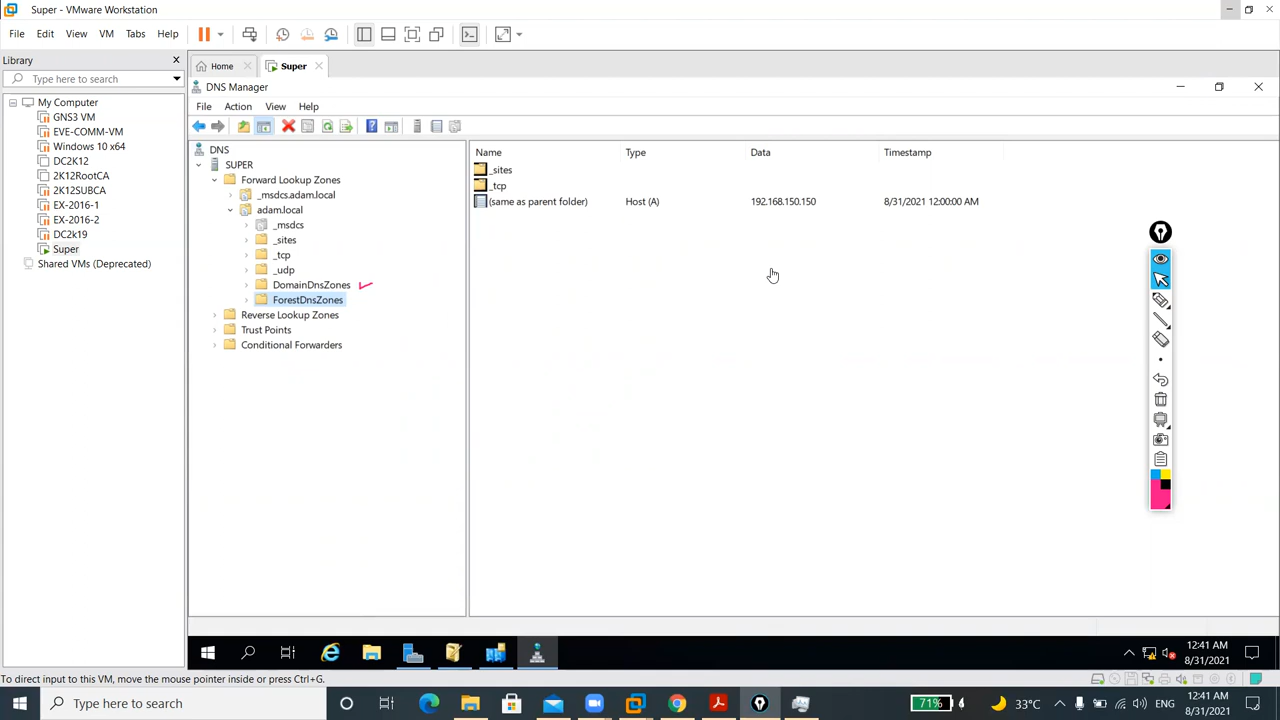 Super - VMware Workstation
File Edit View VM Tabs Help
Library
Type here to search
My Computer
GNS3 VM
EVE-COMM-VM
Windows 10 x64
DC2K12
2K12RootCA
2K12SUBCA
EX-2016-1
EX-2016-2
DC2k19
Super
Shared VMs (Deprecated)
Home Super
DNS Manager
File Action View Help
DNS
SUPER
Forward Lookup Zones
_msdcs.adam.local
adam.local
_msdcs
_sites
_tcp
_udp
DomainDnsZones
ForestDnsZones
Reverse Lookup Zones
Trust Points
Conditional Forwarders
Name Type Data Timestamp
_sites
_tcp
(same as parent folder) Host (A) 192.168.150.150 8/31/2021 12:00:00 AM
12:41 AM
8/31/2021
To direct input to this VM, move the mouse pointer inside or press Ctrl+G.
Type here to search
71%
33°C
ENG
12:41 AM
8/31/2021